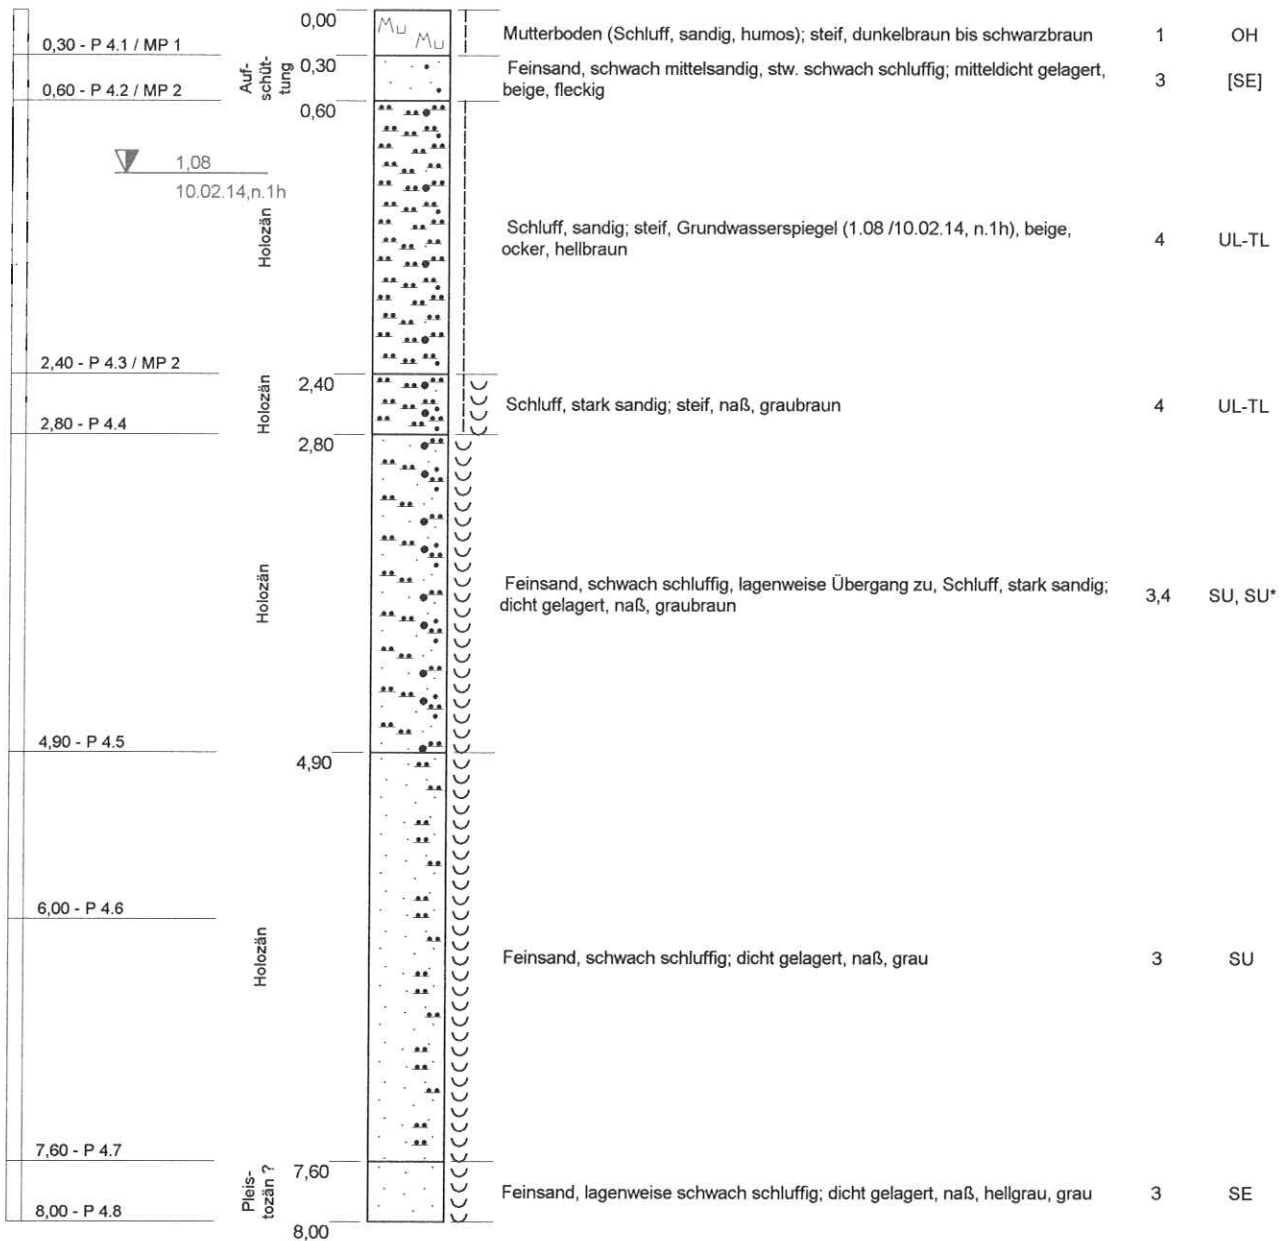 0,00
Mu
Mu
Mutterboden (Schluff, sandig, humos); steif, dunkelbraun bis schwarzbraun
1
OH
0,30 - P 4.1 / MP 1
Auf-
schüt-
tung
0,30
Feinsand, schwach mittelsandig, stw. schwach schluffig; mitteldicht gelagert,
beige, fleckig
3
[SE]
0,60 - P 4.2 / MP 2
0,60
1,08
10.02.14,n.1h
Holozän
Schluff, sandig; steif, Grundwasserspiegel (1.08 /10.02.14, n.1h), beige,
ocker, hellbraun
4
UL-TL
2,40 - P 4.3 / MP 2
Holozän
2,40
Schluff, stark sandig; steif, naß, graubraun
4
UL-TL
2,80 - P 4.4
2,80
Holozän
Feinsand, schwach schluffig, lagenweise Übergang zu, Schluff, stark sandig;
dicht gelagert, naß, graubraun
3,4
SU, SU*
4,90 - P 4.5
4,90
6,00 - P 4.6
Holozän
Feinsand, schwach schluffig; dicht gelagert, naß, grau
3
SU
7,60 - P 4.7
Pleis-
tozän ?
7,60
Feinsand, lagenweise schwach schluffig; dicht gelagert, naß, hellgrau, grau
3
SE
8,00 - P 4.8
8,00